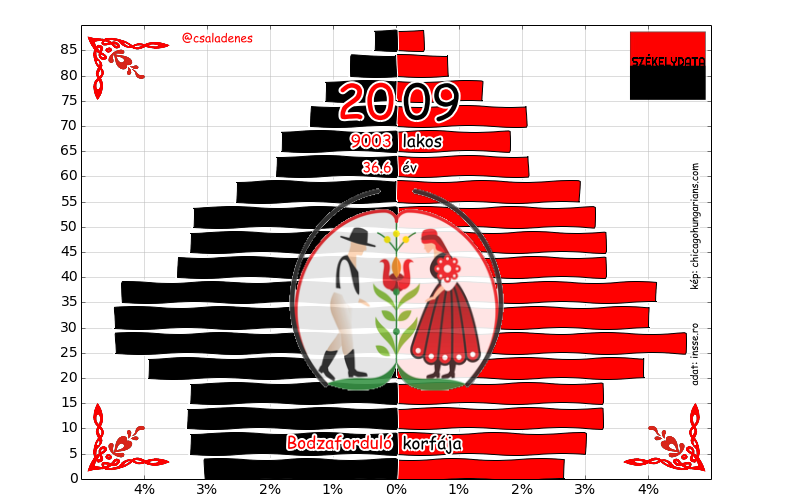 @csaladenes
SZÉKELYDATA
2009
9003 lakos
36.6 év
kép: chicagohungarians.com
adat: insse.ro
Bodzaforduló korfája
85
80
75
70
65
60
55
50
45
40
35
30
25
20
15
10
5
0
4% 3% 2% 1% 0% 1% 2% 3% 4%